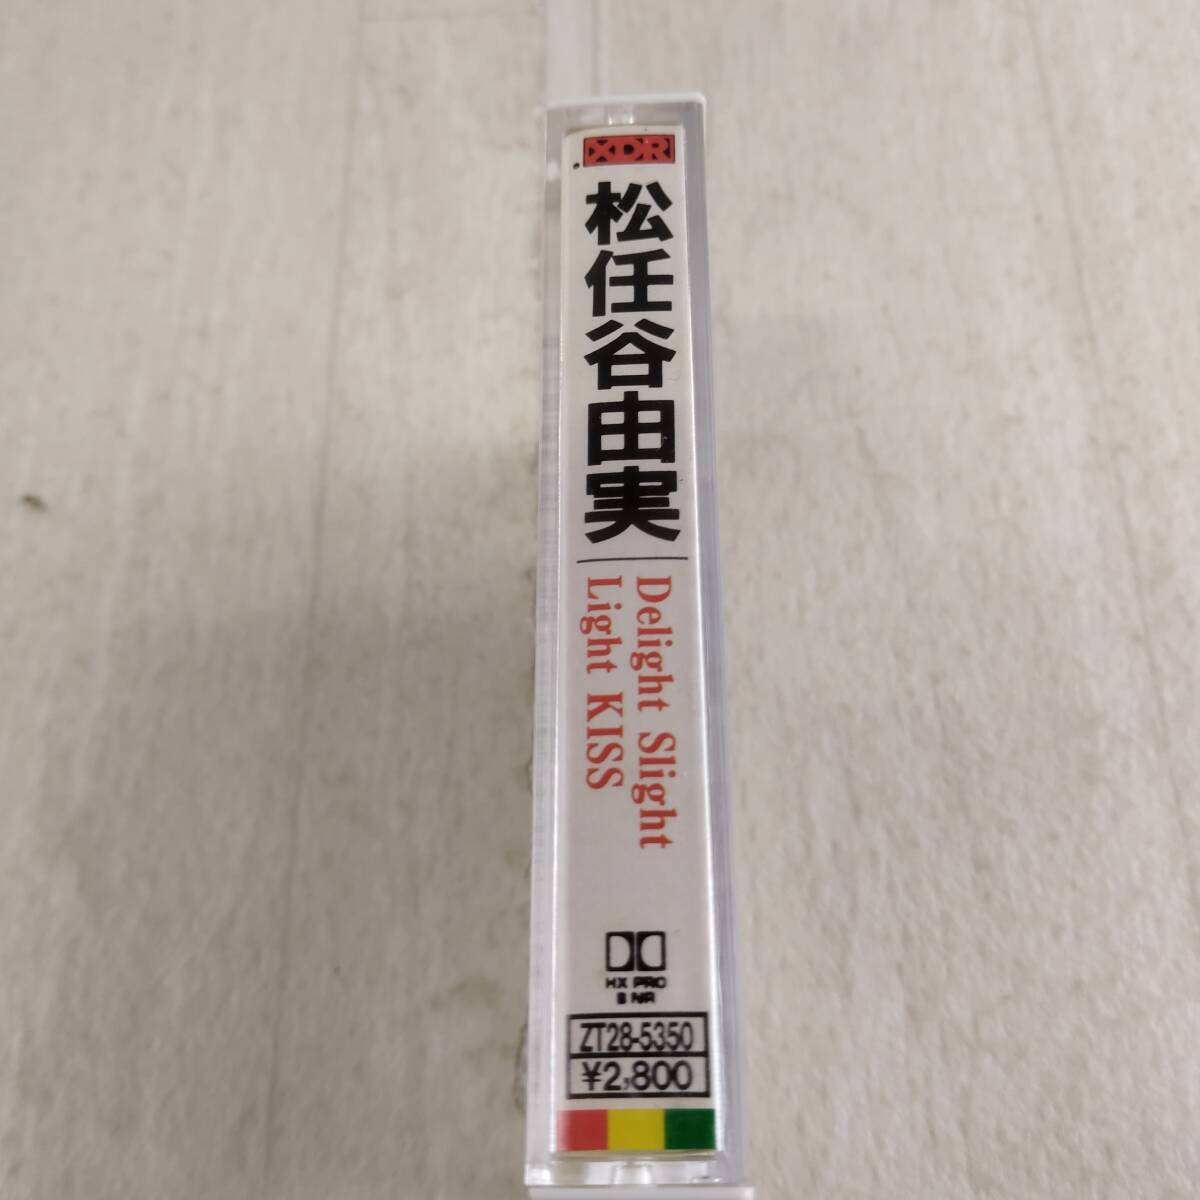 XDR
松任谷由実
Delight Slight
Light KISS
HX PRO
B NR
ZT28-5350
¥2,800